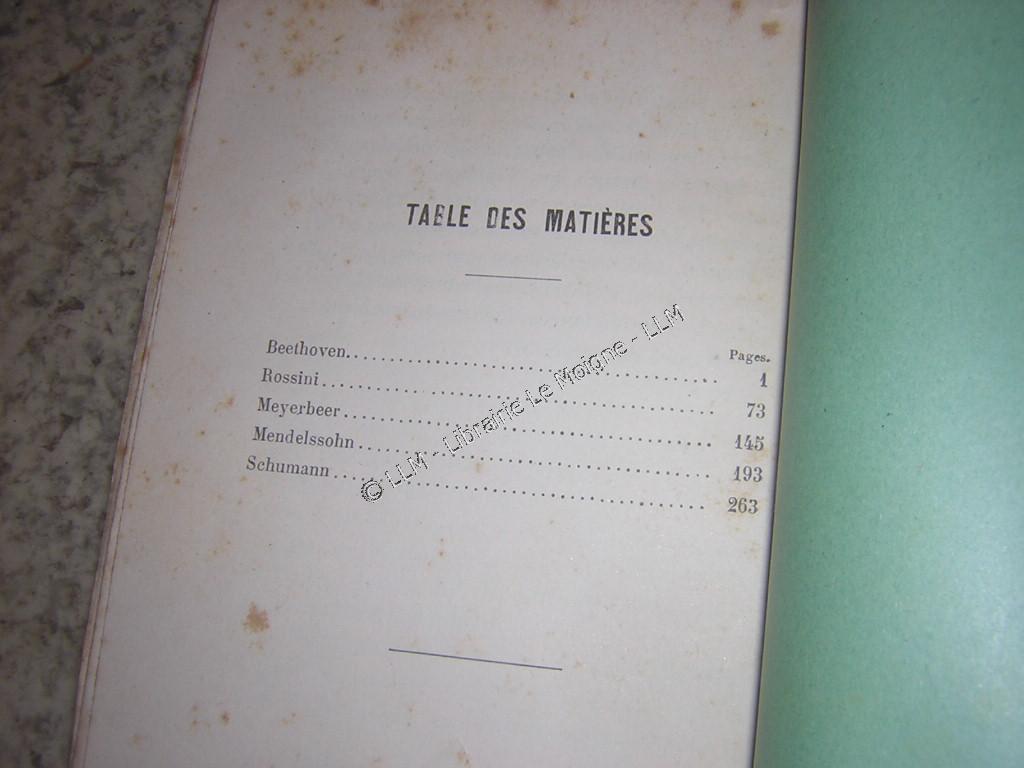 TABLE DES MATIÈRES
Pages.
Beethoven........................................ 1
Rossini........................................ 73
Meyerbeer........................................ 145
Mendelssohn........................................ 193
Schumann........................................ 263
© LLM - Librairie Le Moigne - LLM